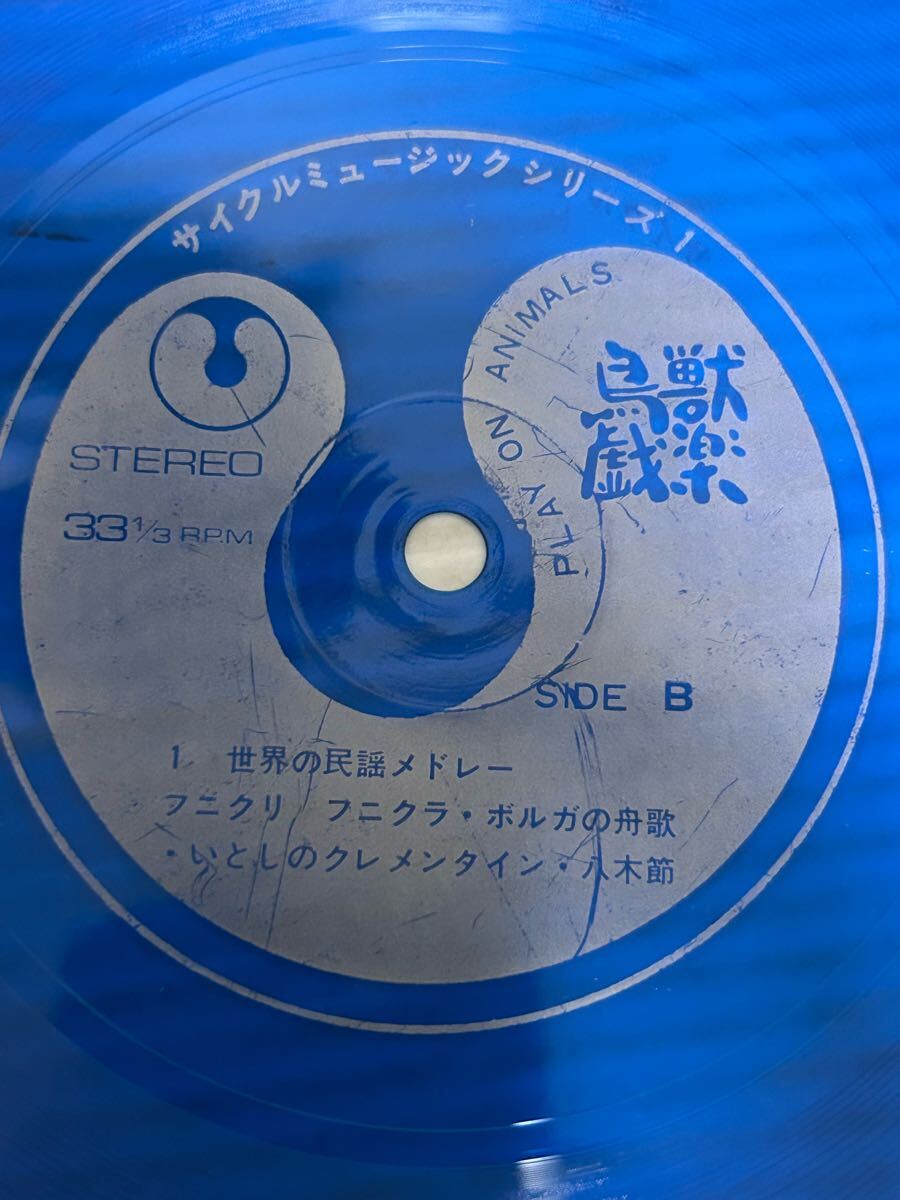 サイクルミュージックシリーズ 1
PLAY ON ANIMALS
鳥獣
戯楽
STEREO
33 1/3 RPM
SIDE B
1 世界の民謡メドレー
フニクリ フニクラ・ボルガの舟歌
・いとしのクレメンタイン・八木節